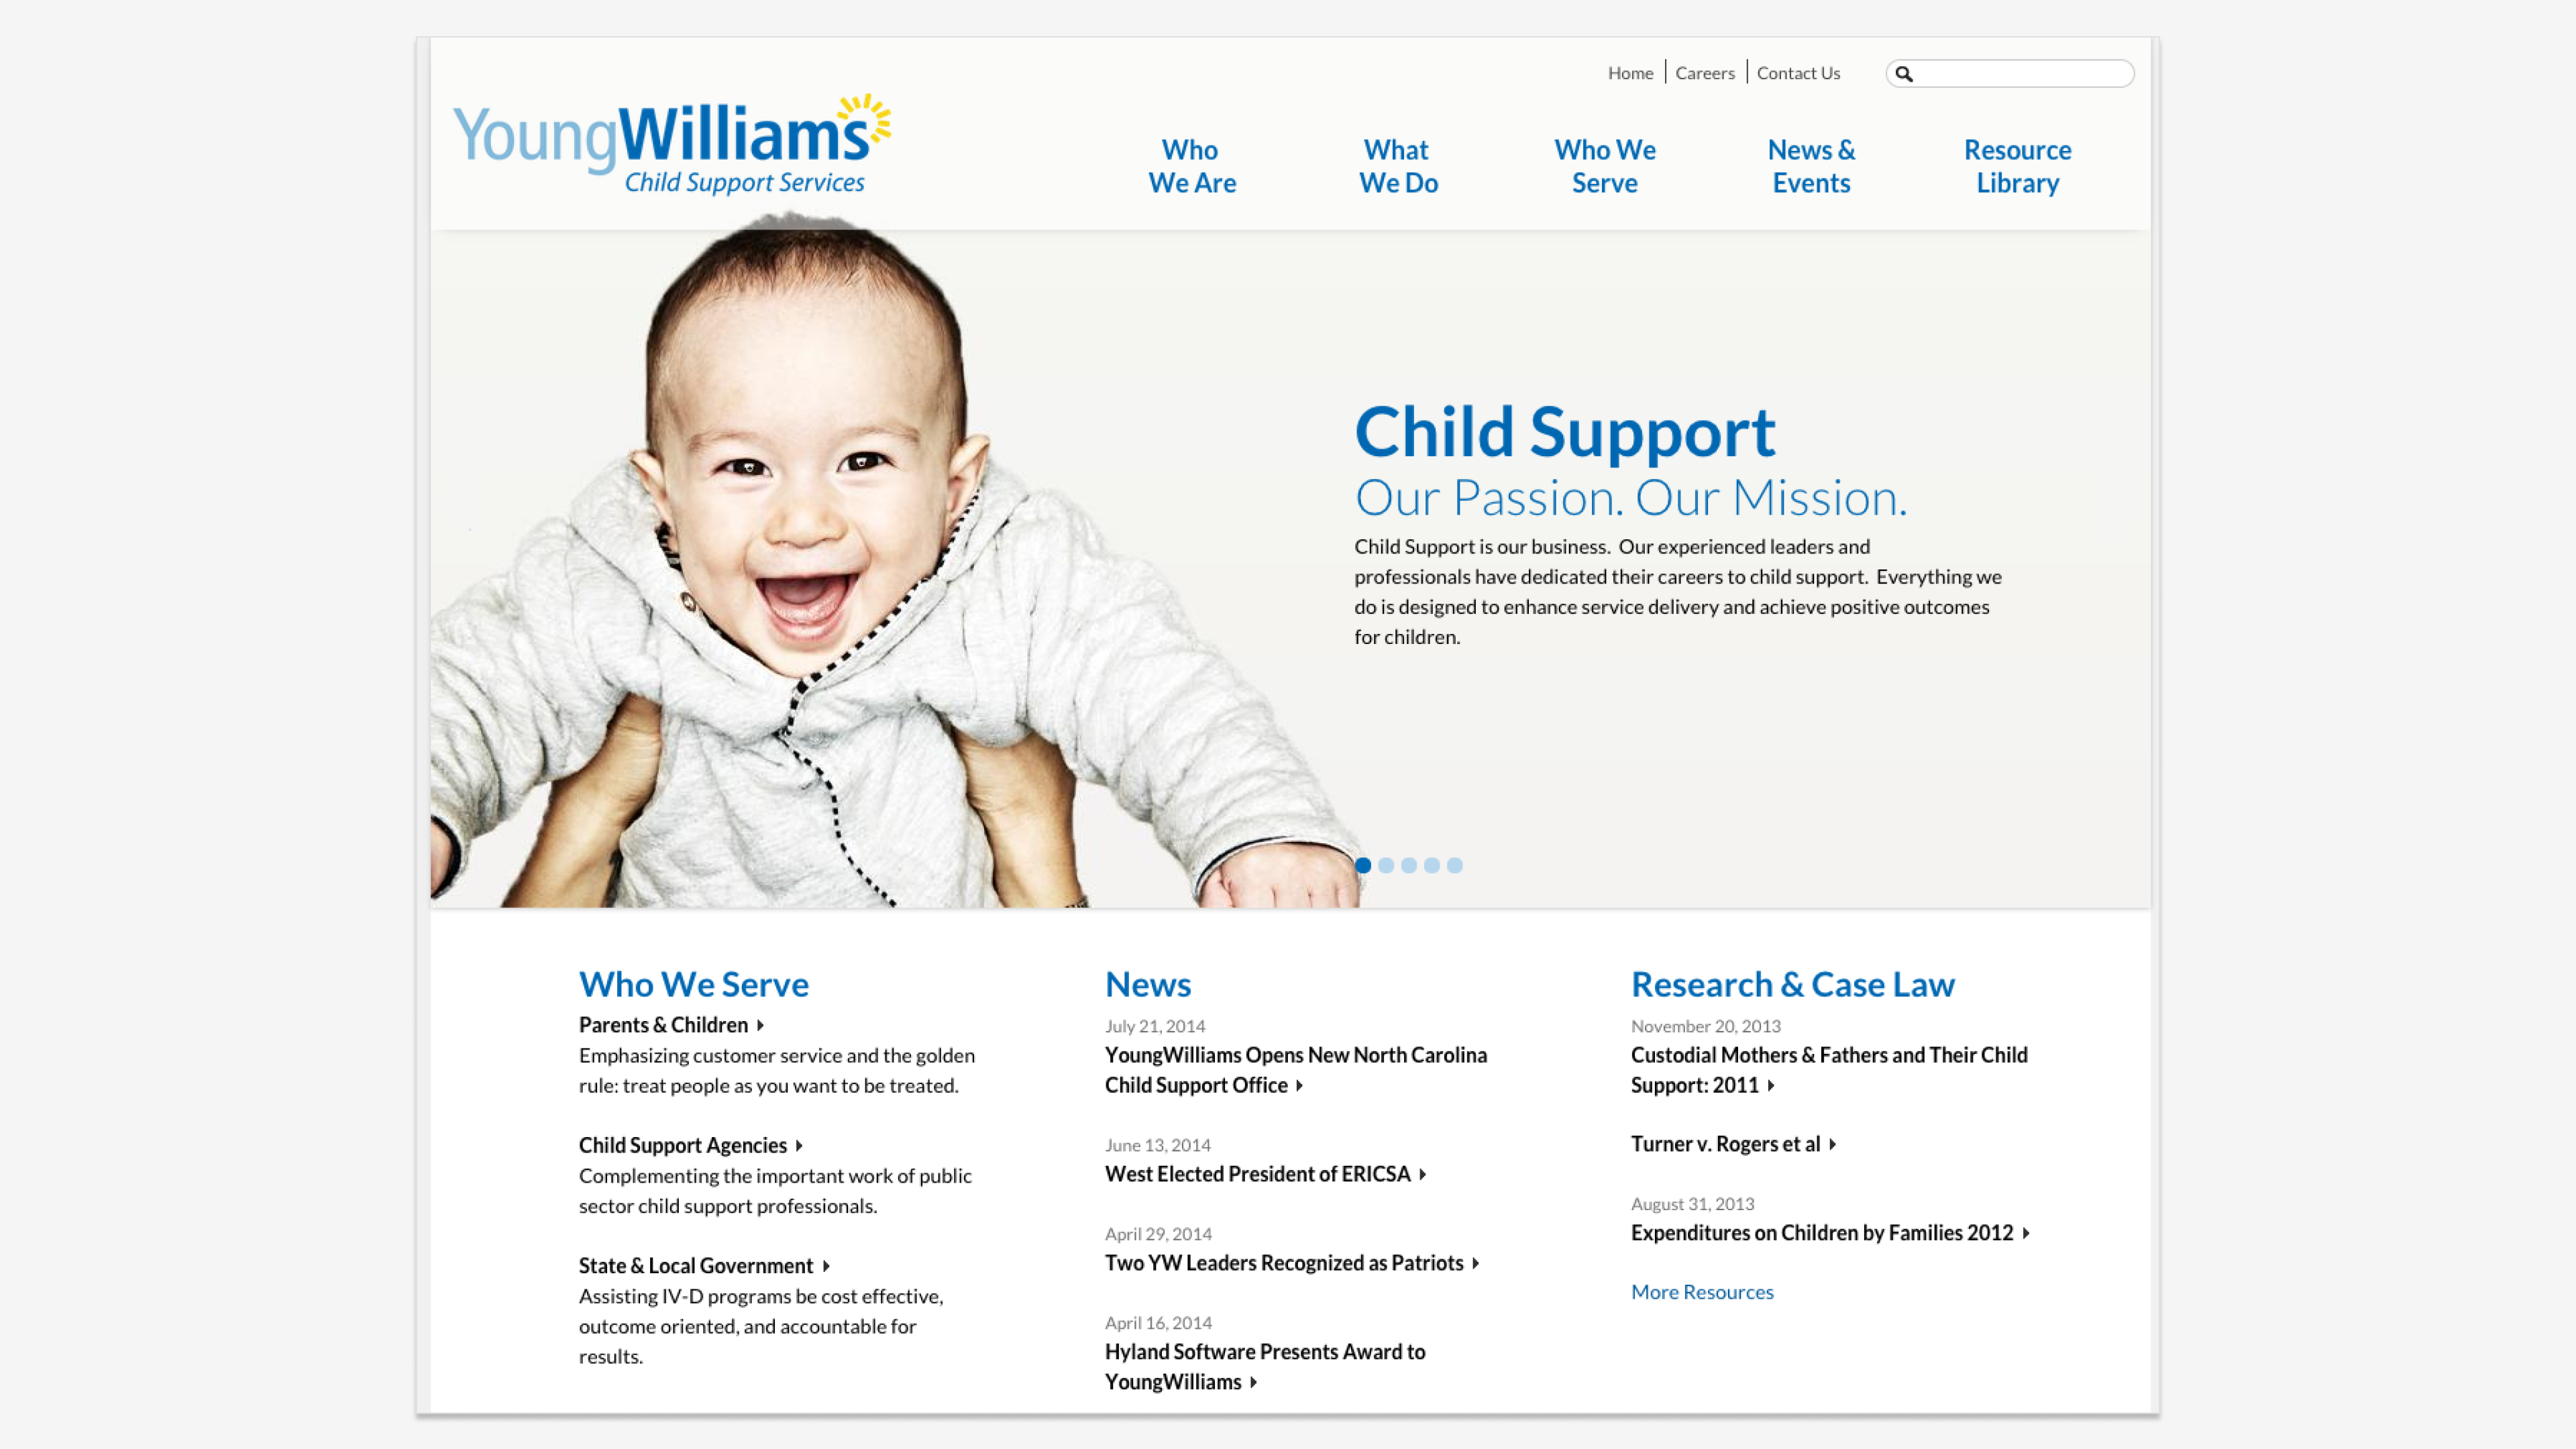 Home
Careers
Contact Us
YoungWilliams
Child Support Services
Who
We Are
What
We Do
Who We
Serve
News &
Events
Resource
Library
Child Support
Our Passion. Our Mission.
Child Support is our business. Our experienced leaders and
professionals have dedicated their careers to child support. Everything we
do is designed to enhance service delivery and achieve positive outcomes
for children.
Who We Serve
Parents & Children
Emphasizing customer service and the golden
rule: treat people as you want to be treated.
Child Support Agencies
Complementing the important work of public
sector child support professionals.
State & Local Government
Assisting IV-D programs be cost effective,
outcome oriented, and accountable for
results.
News
July 21, 2014
YoungWilliams Opens New North Carolina
Child Support Office
June 13, 2014
West Elected President of ERICSA
April 29, 2014
Two YW Leaders Recognized as Patriots
April 16, 2014
Hyland Software Presents Award to
YoungWilliams
Research & Case Law
November 20, 2013
Custodial Mothers & Fathers and Their Child
Support: 2011
Turner v. Rogers et al
August 31, 2013
Expenditures on Children by Families 2012
More Resources